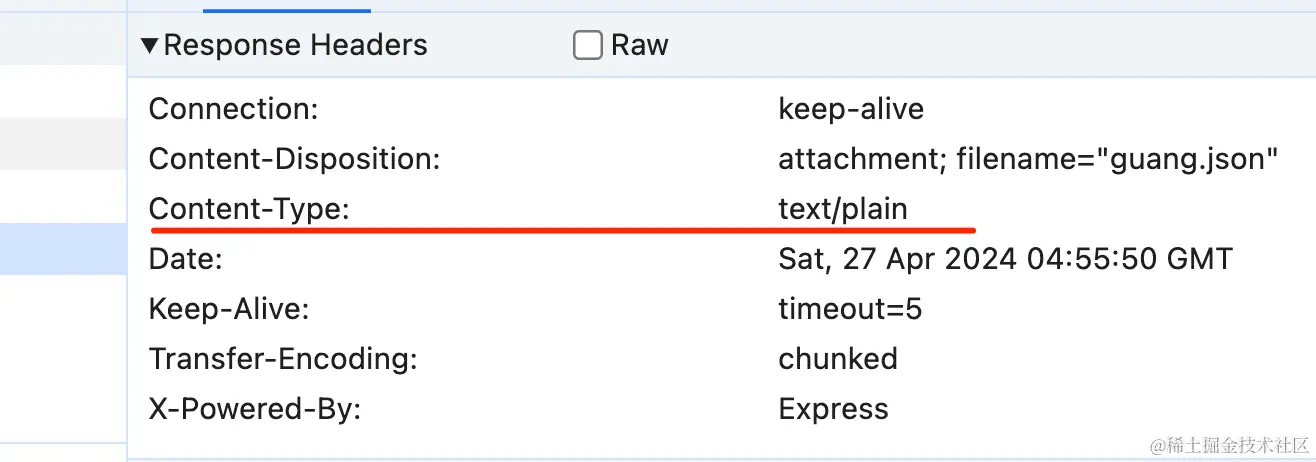 ▼Response Headers Raw
Connection: keep-alive
Content-Disposition: attachment; filename="guang.json"
Content-Type: text/plain
Date: Sat, 27 Apr 2024 04:55:50 GMT
Keep-Alive: timeout=5
Transfer-Encoding: chunked
X-Powered-By: Express
@稀土掘金技术社区